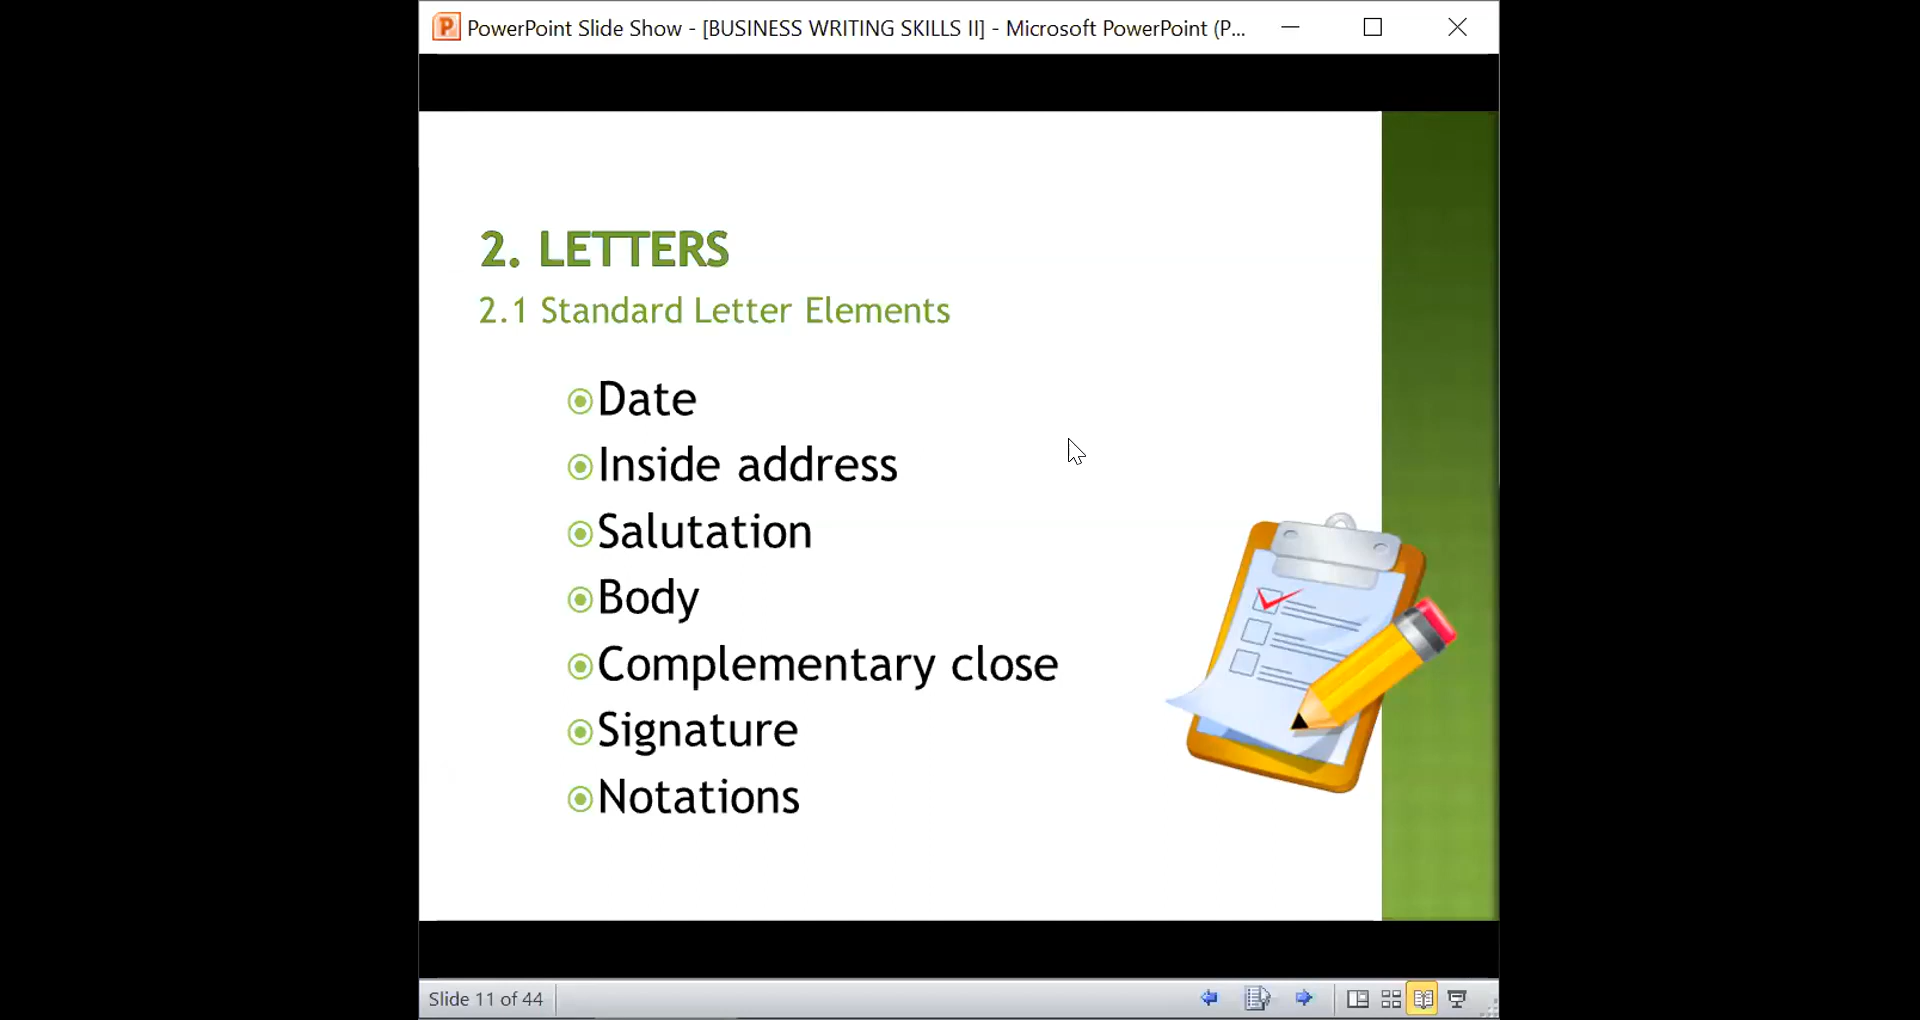 PowerPoint Slide Show - [BUSINESS WRITING SKILLS II] - Microsoft PowerPoint (P...
2. LETTERS
2.1 Standard Letter Elements
Date
Inside address
Salutation
Body
Complementary close
Signature
Notations
Slide 11 of 44